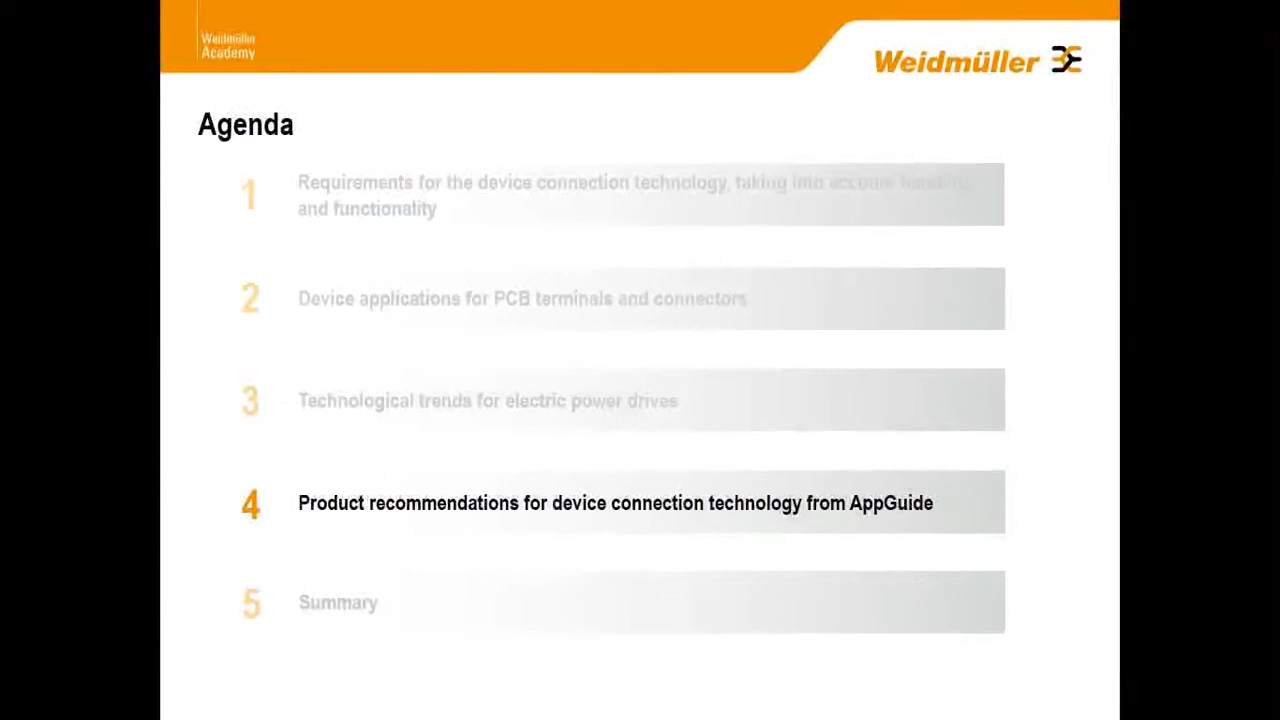 Weidmüller
Academy
Weidmüller
Agenda
1
Requirements for the device connection technology, taking into account
and functionality
2
Device applications for PCB terminals and connectors
3
Technological trends for electric power drives
4
Product recommendations for device connection technology from AppGuide
5
Summary